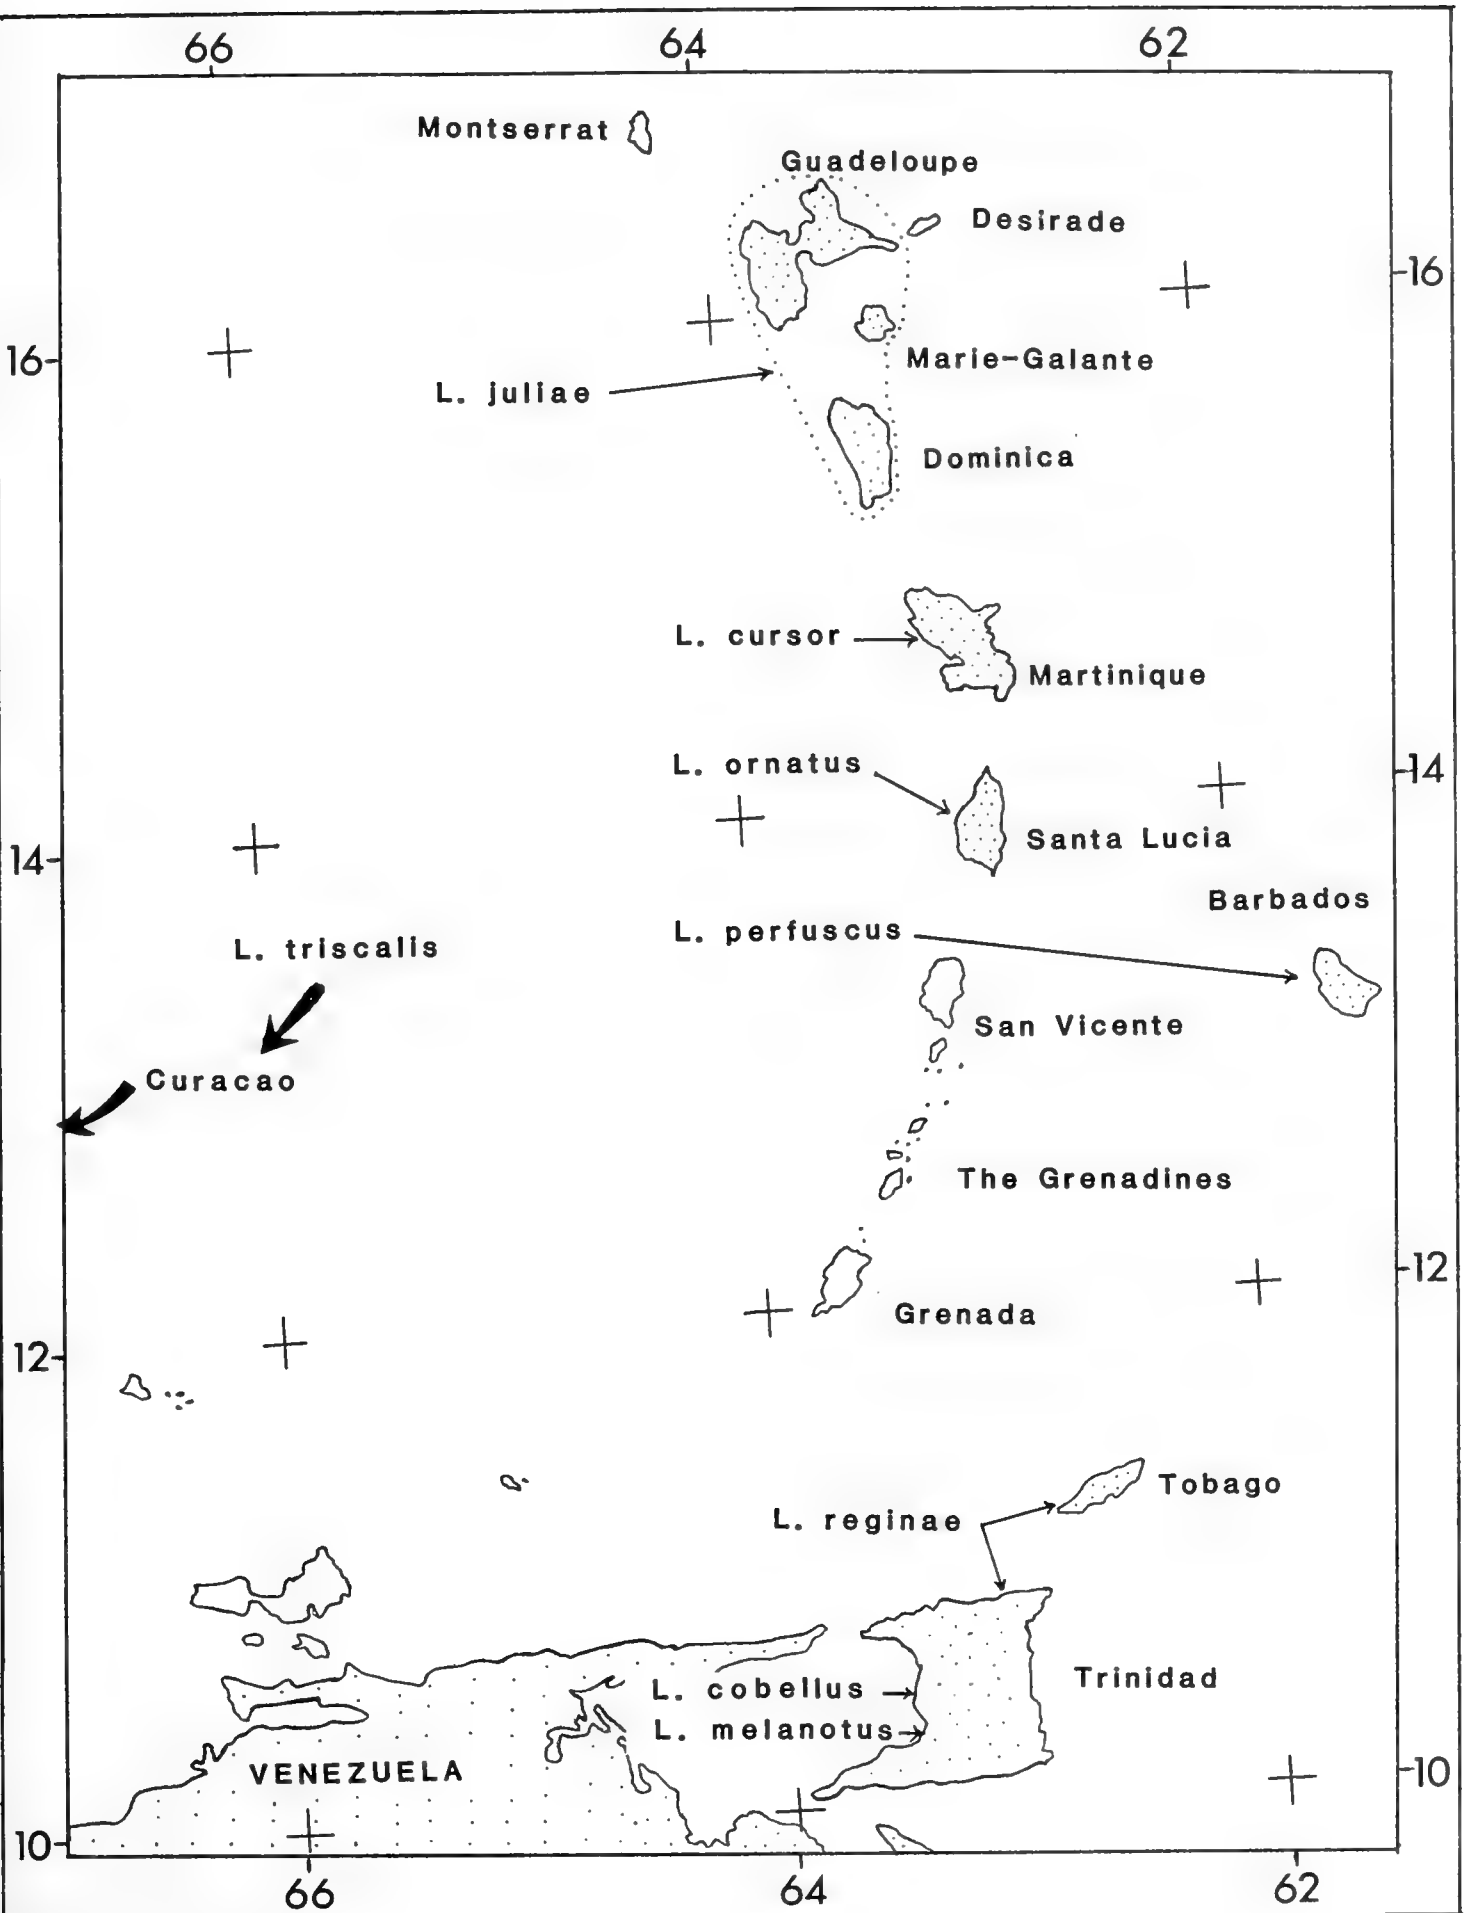 66 64 62
Montserrat
Guadeloupe
Desirade
16
16
Marie-Galante
L. juliae
Dominica
L. cursor
Martinique
L. ornatus
14
Santa Lucia
14
Barbados
L. perfuscus
L. triscalis
San Vicente
Curacao
The Grenadines
12
Grenada
12
Tobago
L. reginae
Trinidad
L. cobellus
L. melanotus
VENEZUELA
10
10
66 64 62